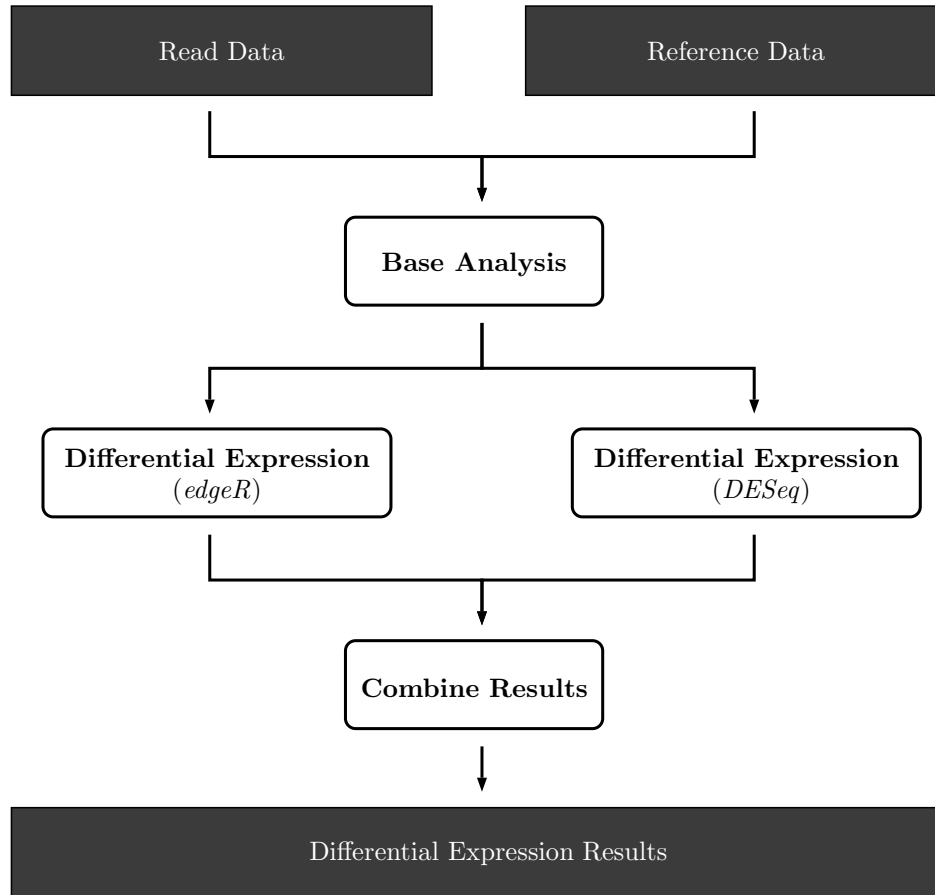 Read Data
Reference Data
Base Analysis
Differential Expression
(edgeR)
Differential Expression
(DESeq)
Combine Results
Differential Expression Results